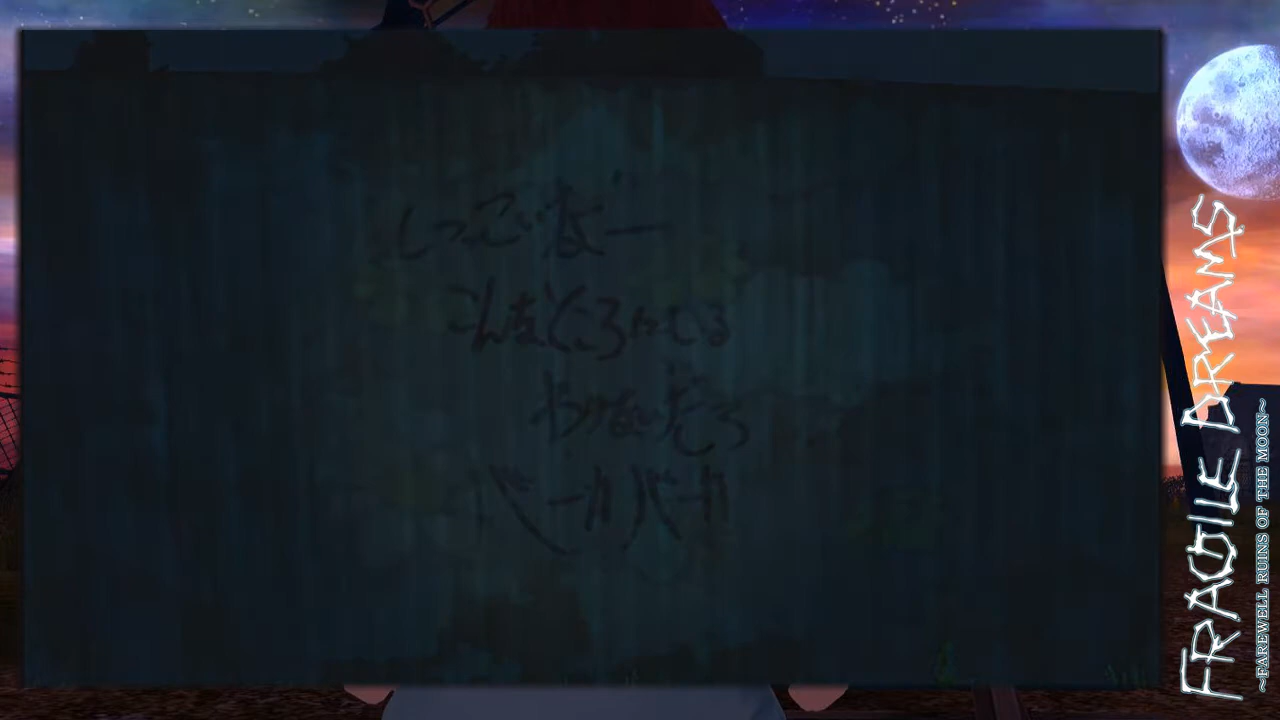 しつこいなー
こんなところにいる
わけないだろ
バーカバーカ
FRAGILE DREAMS
~FAREWELL RUINS OF THE MOON~